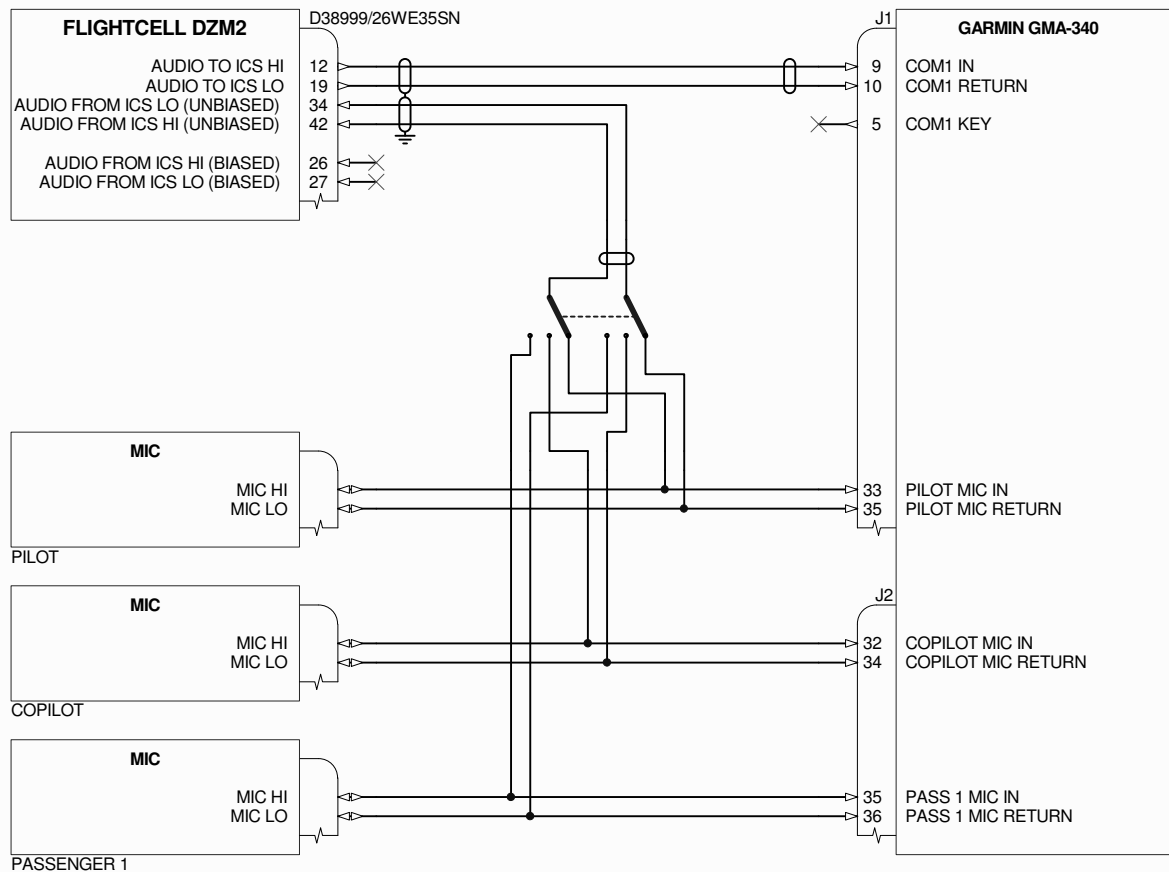 FLIGHTCELL DZM2
D38999/26WE35SN
AUDIO TO ICS HI 12
AUDIO TO ICS LO 19
AUDIO FROM ICS LO (UNBIASED) 34
AUDIO FROM ICS HI (UNBIASED) 42
AUDIO FROM ICS HI (BIASED) 26
AUDIO FROM ICS LO (BIASED) 27
J1
GARMIN GMA-340
9 COM1 IN
10 COM1 RETURN
5 COM1 KEY
MIC
MIC HI
MIC LO
PILOT
33 PILOT MIC IN
35 PILOT MIC RETURN
MIC
MIC HI
MIC LO
COPILOT
J2
32 COPILOT MIC IN
34 COPILOT MIC RETURN
MIC
MIC HI
MIC LO
PASSENGER 1
35 PASS 1 MIC IN
36 PASS 1 MIC RETURN